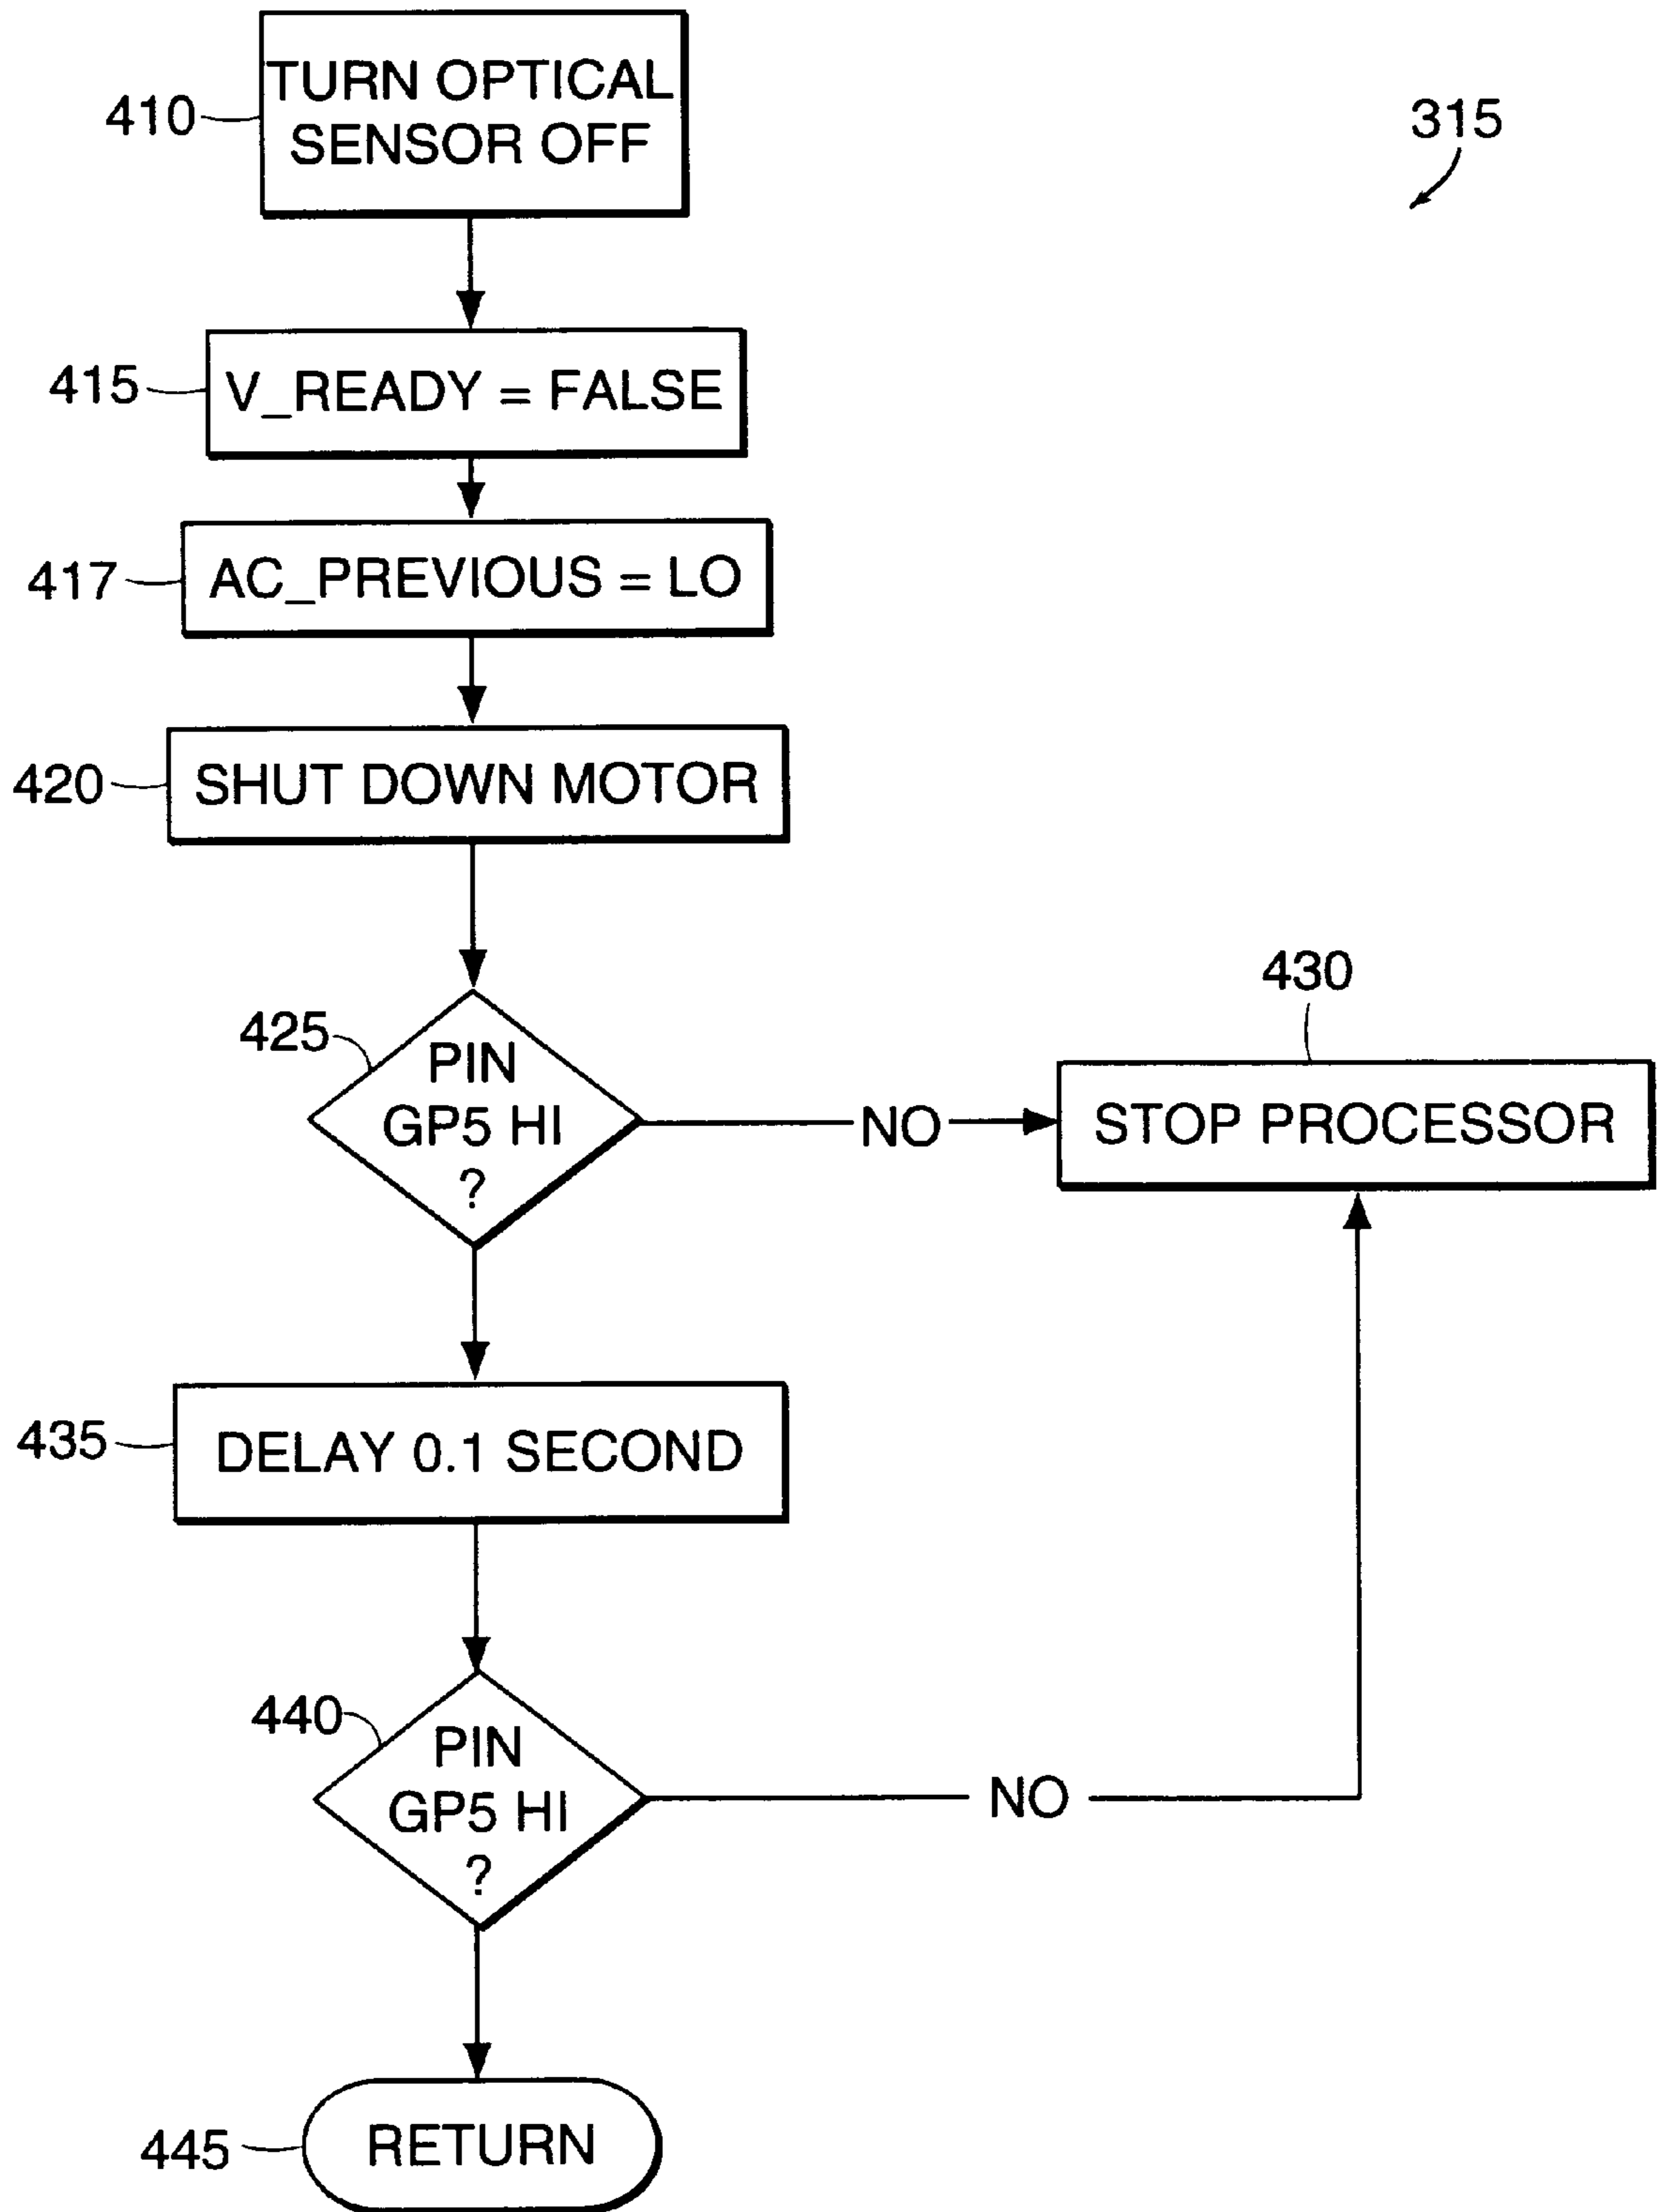 TURN OPTICAL
SENSOR OFF
410
315
V_READY = FALSE
415
AC_PREVIOUS = LO
417
SHUT DOWN MOTOR
420
425
PIN
GP5 HI
?
NO
430
STOP PROCESSOR
435
DELAY 0.1 SECOND
440
PIN
GP5 HI
?
NO
445
RETURN